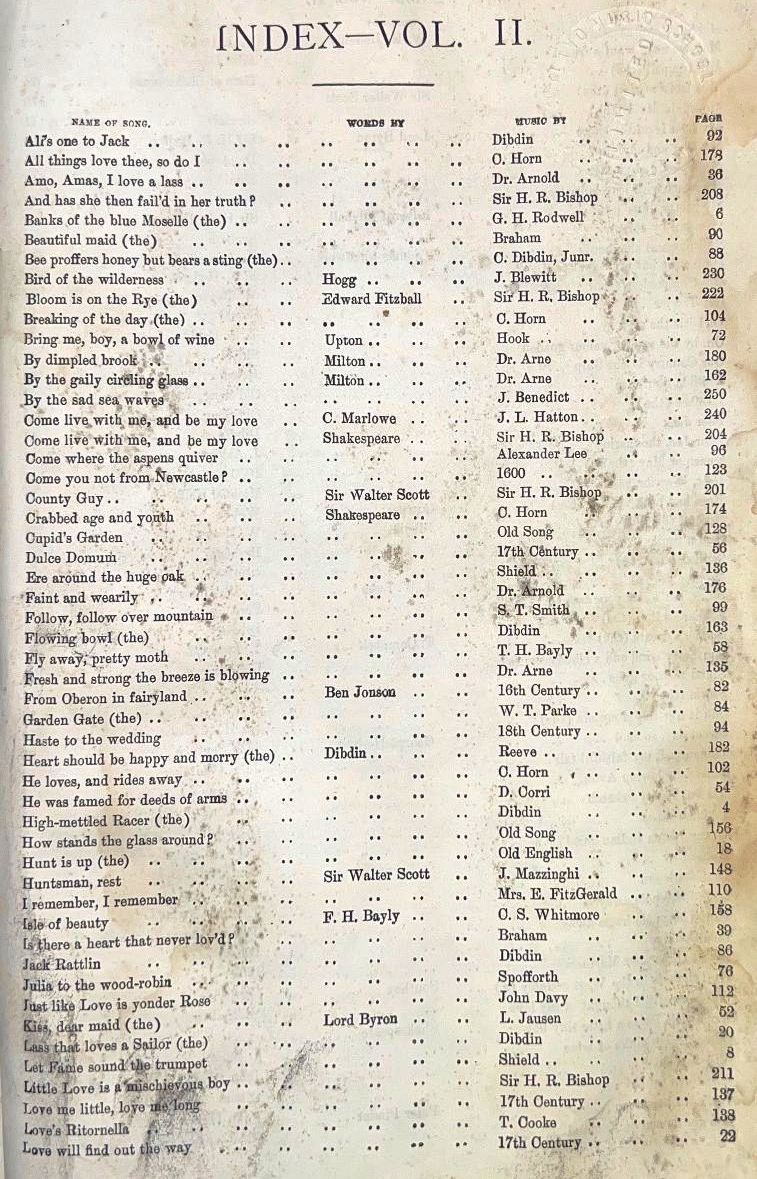 INDEX—VOL. II.
NAME OF SONG. WORDS BY MUSIC BY PAGE
All's one to Jack .. .. .. .. Dibdin .. .. 92
All things love thee, so do I .. .. .. .. C. Horn .. .. 178
Amo, Amas, I love a lass .. .. .. .. Dr. Arnold .. .. 36
And has she then fail'd in her truth? .. .. .. Sir H. R. Bishop .. .. 208
Banks of the blue Moselle (the) .. .. .. .. G. H. Rodwell .. .. 6
Beautiful maid (the) .. .. .. .. Braham .. .. 90
Bee proffers honey but bears a sting (the) .. .. .. C. Dibdin, Junr. .. .. 88
Bird of the wilderness .. .. Hogg .. .. J. Blewitt .. .. 230
Bloom is on the Rye (the) .. .. Edward Fitzball .. Sir H. R. Bishop .. .. 222
Breaking of the day (the) .. .. .. .. C. Horn .. .. 104
Bring me, boy, a bowl of wine .. .. Upton .. .. Hook .. .. 72
By dimpled brook .. .. Milton .. .. Dr. Arne .. .. 180
By the gaily circling glass .. .. Milton .. .. Dr. Arne .. .. 162
By the sad sea waves .. .. .. .. J. Benedict .. .. 250
Come live with me, and be my love .. C. Marlowe .. .. J. L. Hatton .. .. 240
Come live with me, and be my love .. Shakespeare .. .. Sir H. R. Bishop .. .. 204
Come where the aspens quiver .. .. .. .. Alexander Lee .. .. 96
Come you not from Newcastle? .. .. .. .. 1600 .. .. 123
County Guy .. .. .. Sir Walter Scott .. Sir H. R. Bishop .. .. 201
Crabbed age and youth .. .. Shakespeare .. .. C. Horn .. .. 174
Cupid's Garden .. .. .. .. Old Song .. .. 128
Dulce Domum .. .. .. .. 17th Century .. .. 56
Ere around the huge oak .. .. .. .. Shield .. .. 136
Faint and wearily .. .. .. .. Dr. Arnold .. .. 176
Follow, follow over mountain .. .. .. .. S. T. Smith .. .. 99
Flowing bowl (the) .. .. .. .. Dibdin .. .. 163
Fly away, pretty moth .. .. .. .. T. H. Bayly .. .. 58
Fresh and strong the breeze is blowing .. .. .. Dr. Arne .. .. 135
From Oberon in fairyland .. .. Ben Jonson .. .. 16th Century .. .. 82
Garden Gate (the) .. .. .. .. W. T. Parke .. .. 84
Haste to the wedding .. .. .. .. 18th Century .. .. 94
Heart should be happy and morry (the) .. Dibdin .. .. Reeve .. .. 182
He loves, and rides away .. .. .. .. C. Horn .. .. 102
He was famed for deeds of arms .. .. .. .. D. Corri .. .. 54
High-mettled Racer (the) .. .. .. .. Dibdin .. .. 4
How stands the glass around? .. .. .. .. Old Song .. .. 156
Hunt is up (the) .. .. .. .. Old English .. .. 18
Huntsman, rest .. .. Sir Walter Scott .. J. Mazzinghi .. .. 148
I remember, I remember .. .. .. .. Mrs. E. FitzGerald .. .. 110
Isle of beauty .. .. F. H. Bayly .. .. C. S. Whitmore .. .. 158
Is there a heart that never lov'd? .. .. .. .. Braham .. .. 39
Jack Rattlin .. .. .. .. Dibdin .. .. 86
Julia to the wood-robin .. .. .. .. Spofforth .. .. 76
Just like Love is yonder Rose .. .. .. .. John Davy .. .. 112
Kiss, dear maid (the) .. .. Lord Byron .. .. L. Jausen .. .. 52
Lass that loves a Sailor (the) .. .. .. .. Dibdin .. .. 20
Let Fame sound the trumpet .. .. .. .. Shield .. .. 8
Little Love is a mischievous boy .. .. .. .. Sir H. R. Bishop .. .. 211
Love me little, love me long .. .. .. .. 17th Century .. .. 137
Love's Ritornella .. .. .. .. T. Cooke .. .. 138
Love will find out the way .. .. .. .. 17th Century .. .. 22